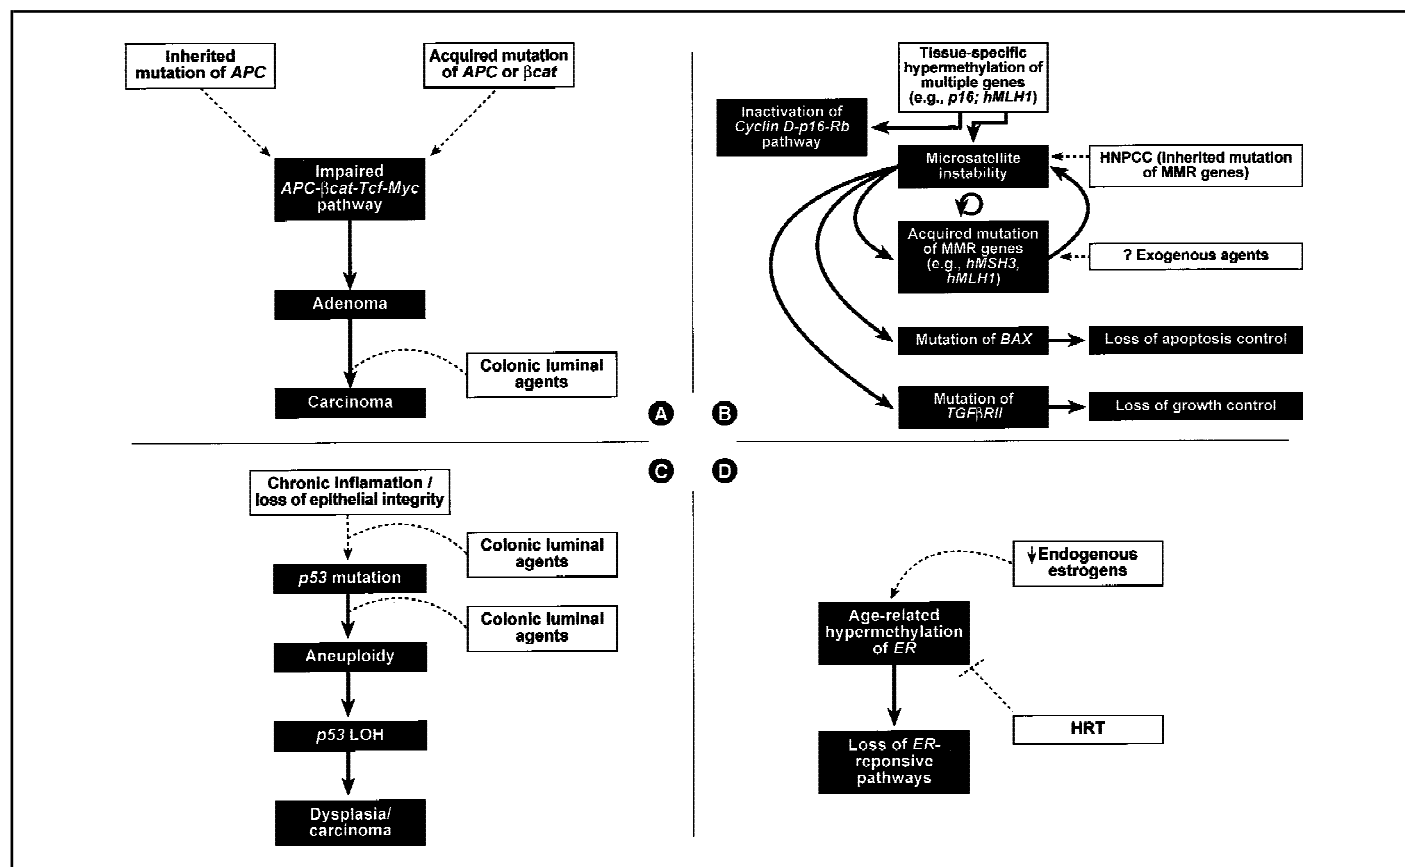 Inherited
mutation of APC
Acquired mutation
of APC or βcat
Impaired
APC-βcat-Tcf-Myc
pathway
Adenoma
Colonic luminal
agents
Carcinoma
A
Tissue-specific
hypermethylation of
multiple genes
(e.g., p16; hMLH1)
Inactivation of
Cyclin D-p16-Rb
pathway
Microsatellite
instability
HNPCC (Inherited mutation
of MMR genes)
Acquired mutation
of MMR genes
(e.g., hMSH3,
hMLH1)
? Exogenous agents
Mutation of BAX
Loss of apoptosis control
Mutation of
TGFβRII
Loss of growth control
B
C
Chronic Inflamation /
loss of epithelial integrity
Colonic luminal
agents
p53 mutation
Colonic luminal
agents
Aneuploidy
p53 LOH
Dysplasia/
carcinoma
D
↓Endogenous
estrogens
Age-related
hypermethylation
of ER
HRT
Loss of ER-
reponsive
pathways